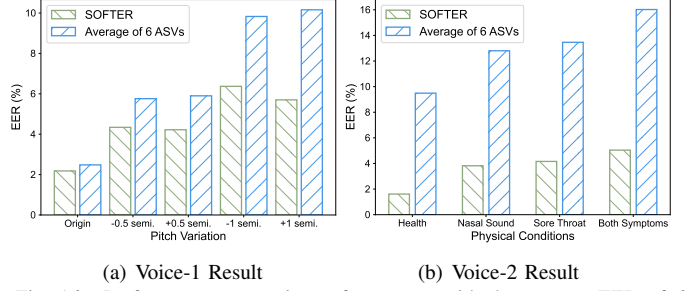 SOFTER
Average of 6 ASVs
10
8
6
4
2
0
EER (%)
Origin
-0.5 semi.
+0.5 semi.
-1 semi.
+1 semi.
Pitch Variation
SOFTER
Average of 6 ASVs
16
14
12
10
8
6
4
2
0
EER (%)
Health
Nasal Sound
Sore Throat
Both Symptoms
Physical Conditions
(a) Voice-1 Result
(b) Voice-2 Result